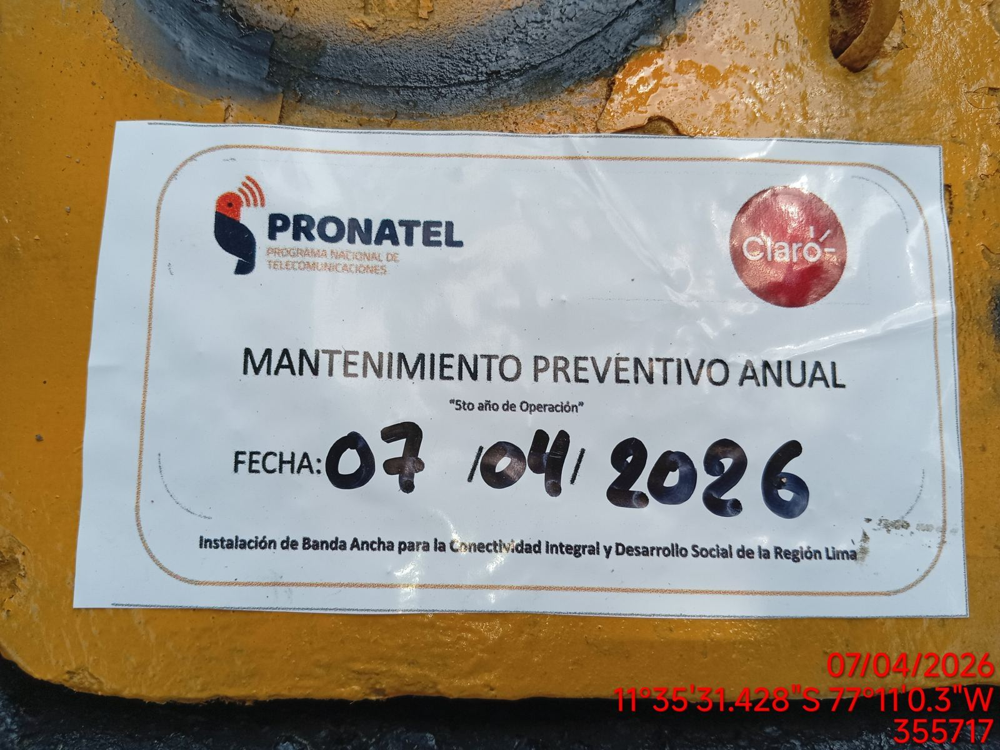 PRONATEL
PROGRAMA NACIONAL DE
TELECOMUNICACIONES
Claro
MANTENIMIENTO PREVENTIVO ANUAL
"5to año de Operación"
FECHA: 07 / 04 / 2026
Instalación de Banda Ancha para la Conectividad Integral y Desarrollo Social de la Región Lima
07/04/2026
11°35'31.428"S 77°11'0.3"W
355717